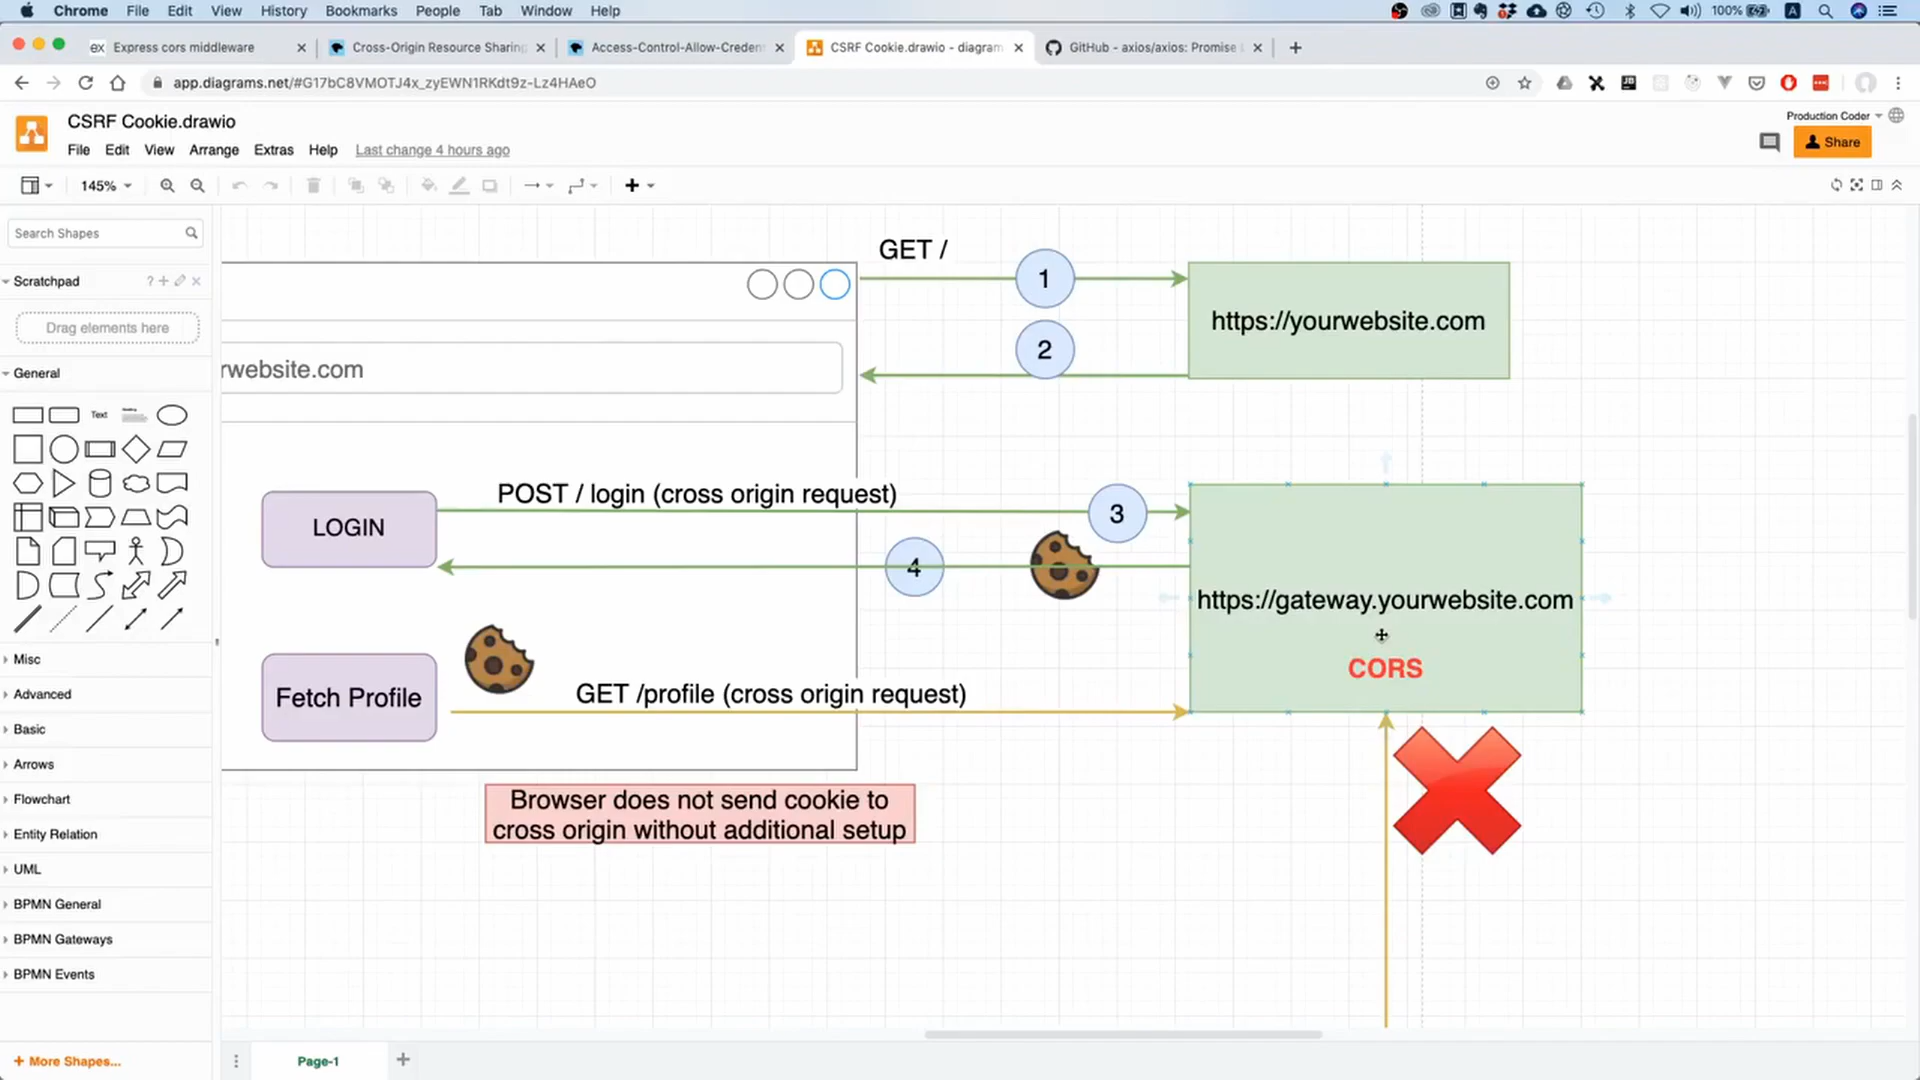 Chrome File Edit View History Bookmarks People Tab Window Help
100%
A
ex Express cors middleware
Cross-Origin Resource Sharing
Access-Control-Allow-Creden
CSRF Cookie.drawio - diagram
GitHub - axios/axios: Promise
app.diagrams.net/#G17bC8VMOTJ4x_zyEWN1RKdt9z-Lz4HAeO
CSRF Cookie.drawio
Production Coder
File Edit View Arrange Extras Help Last change 4 hours ago
Share
145%
Search Shapes
Scratchpad
?
Drag elements here
General
Text
Misc
Advanced
Basic
Arrows
Flowchart
Entity Relation
UML
BPMN General
BPMN Gateways
BPMN Events
+ More Shapes...
GET /
1
https://yourwebsite.com
2
rwebsite.com
POST / login (cross origin request)
3
LOGIN
4
https://gateway.yourwebsite.com
CORS
Fetch Profile
GET /profile (cross origin request)
Browser does not send cookie to
cross origin without additional setup
Page-1